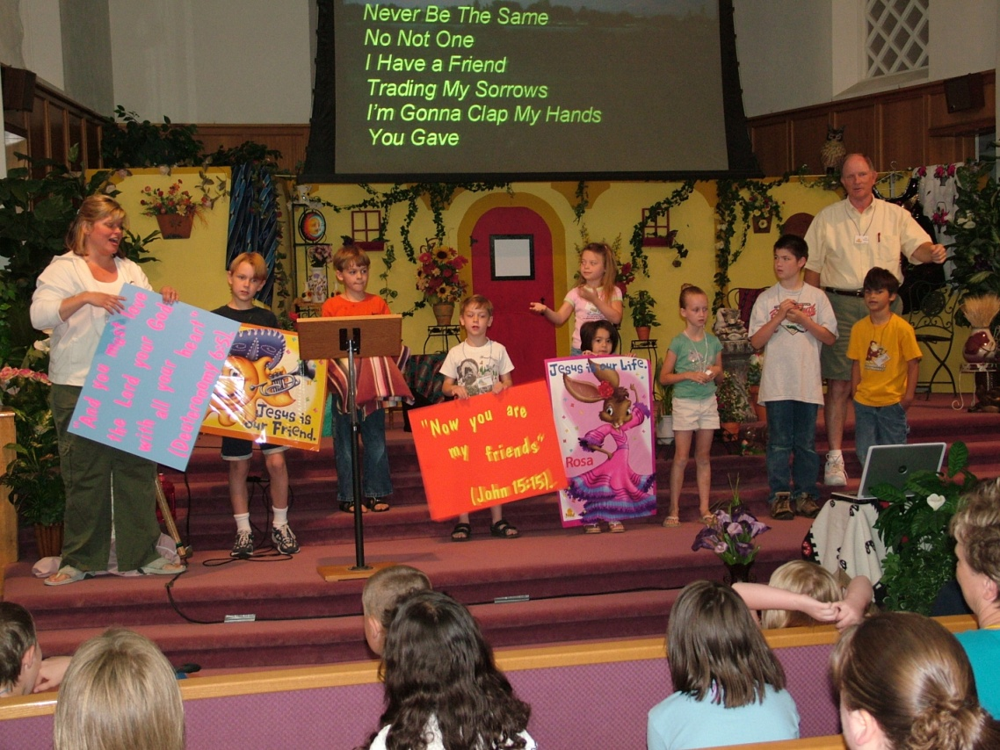 Never Be The Same
No Not One
I Have a Friend
Trading My Sorrows
I'm Gonna Clap My Hands
You Gave
"And you must love
the Lord your God
with all your heart"
(Deuteronomy 6:5)
Jesus is
our Friend.
"Now you are
my friends"
(John 15:15).
Jesus is our Life.
Rosa